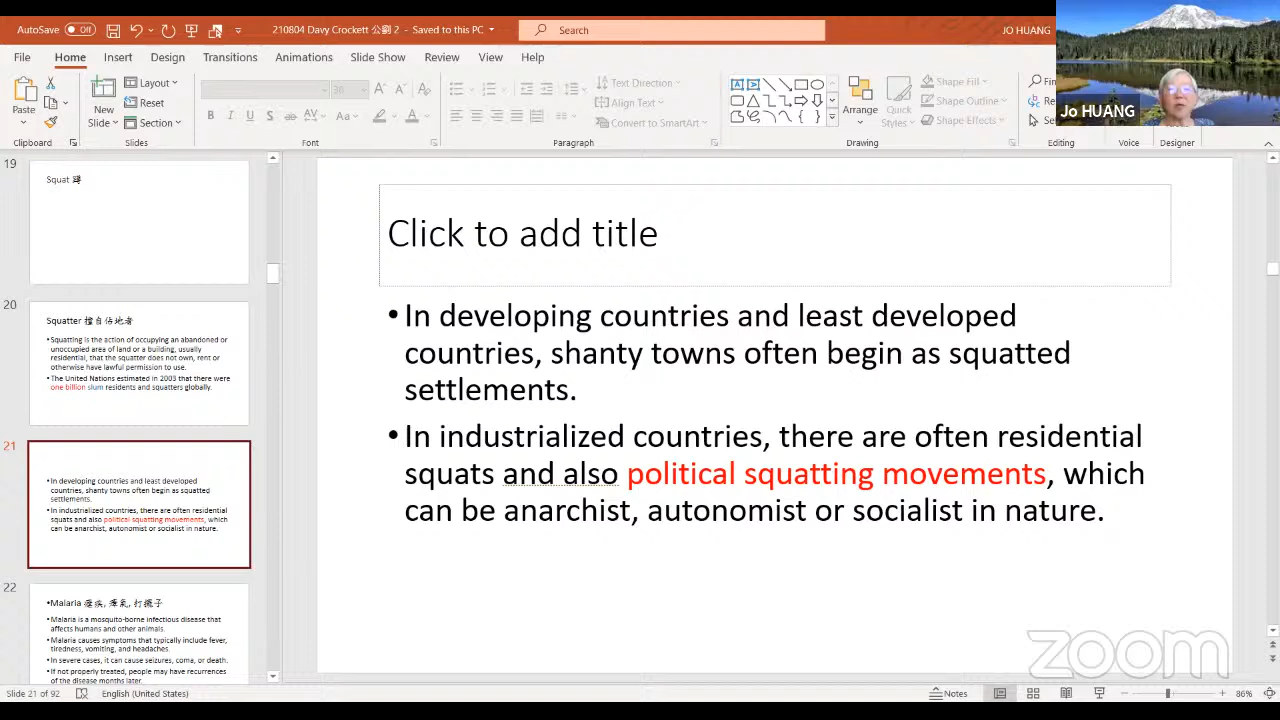 AutoSave Off
210804 Davy Crockett 公劉 2 - Saved to this PC
Search
JO HUANG
File Home Insert Design Transitions Animations Slide Show Review View Help
Paste
New Slide
Layout
Reset
Section
38
Text Direction
Align Text
Convert to SmartArt
Arrange
Quick Styles
Shape Fill
Shape Outline
Shape Effects
Clipboard Slides Font Paragraph Drawing Editing Voice Designer
Jo HUANG
19
Squat 蹲
20
Squatter 擅自佔地者
•Squatting is the action of occupying an abandoned or
unoccupied area of land or a building, usually
residential, that the squatter does not own, rent or
otherwise have lawful permission to use.
•The United Nations estimated in 2003 that there were
one billion slum residents and squatters globally.
21
•In developing countries and least developed
countries, shanty towns often begin as squatted
settlements.
•In industrialized countries, there are often residential
squats and also political squatting movements, which
can be anarchist, autonomist or socialist in nature.
22
•Malaria 瘧疾, 瘴氣, 打擺子
•Malaria is a mosquito-borne infectious disease that
affects humans and other animals.
•Malaria causes symptoms that typically include fever,
tiredness, vomiting, and headaches.
•In severe cases, it can cause seizures, coma, or death.
•If not properly treated, people may have recurrences
of the disease months later.
Click to add title
•In developing countries and least developed
countries, shanty towns often begin as squatted
settlements.
•In industrialized countries, there are often residential
squats and also political squatting movements, which
can be anarchist, autonomist or socialist in nature.
zoom
Slide 21 of 92
English (United States)
Notes
86%